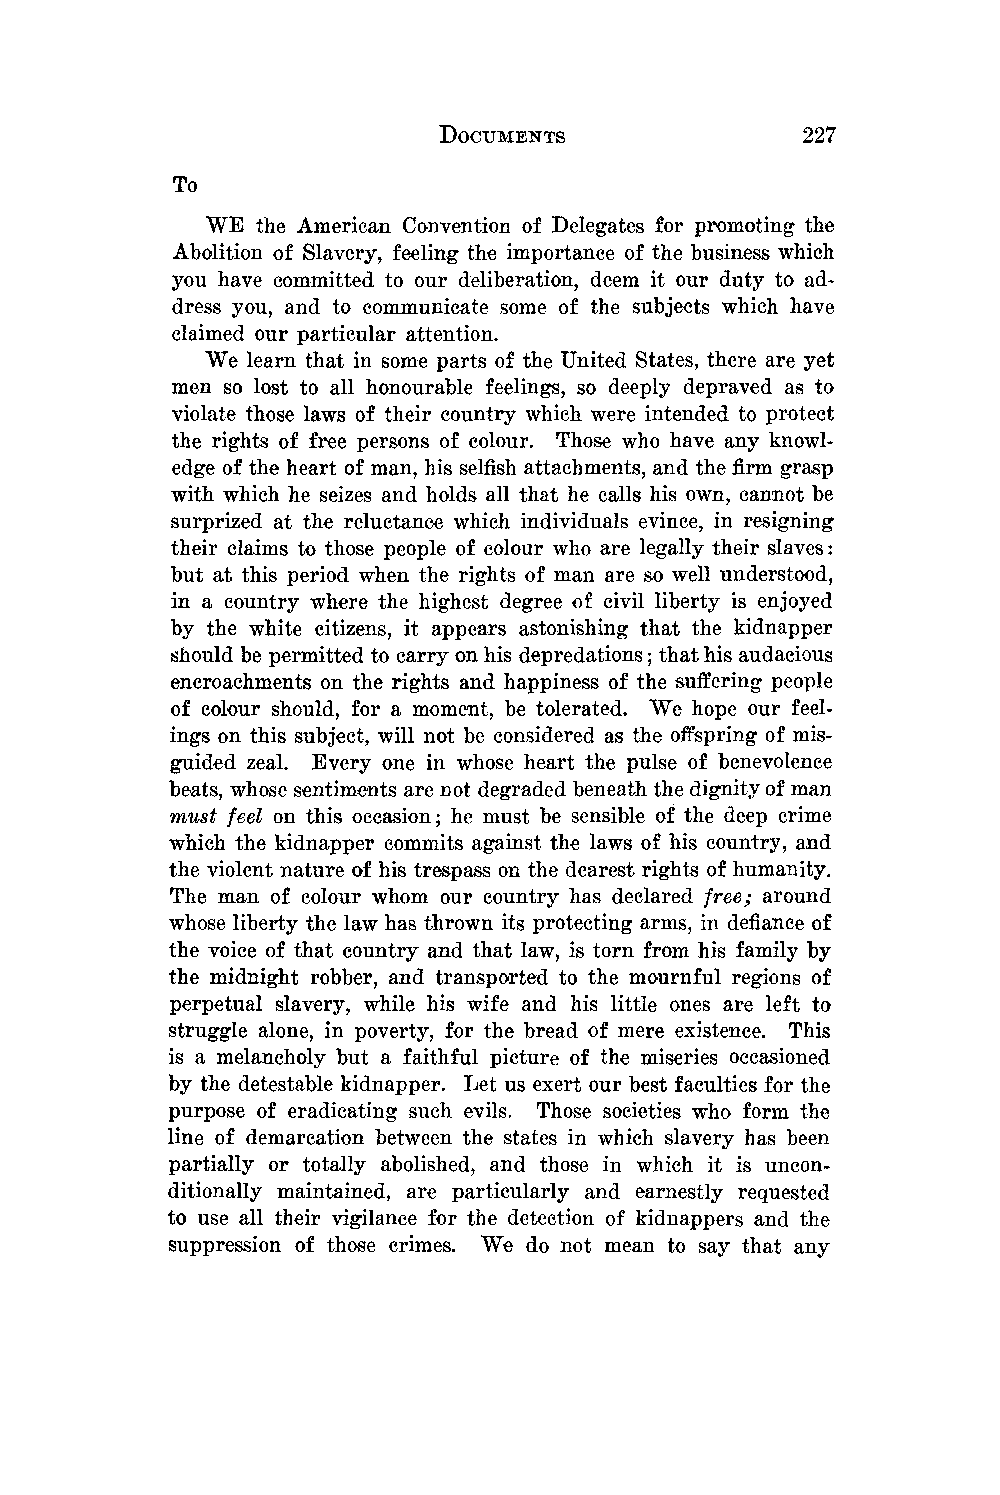 DOCUMENTS 227
To
WE the American Convention of Delegates for promoting the
Abolition of Slavery, feeling the importance of the business which
you have committed to our deliberation, deem it our duty to ad-
dress you, and to communicate some of the subjects which have
claimed our particular attention.
We learn that in some parts of the United States, there are yet
men so lost to all honourable feelings, so deeply depraved as to
violate those laws of their country which were intended to protect
the rights of free persons of colour. Those who have any knowl-
edge of the heart of man, his selfish attachments, and the firm grasp
with which he seizes and holds all that he calls his own, cannot be
surprized at the reluctance which individuals evince, in resigning
their claims to those people of colour who are legally their slaves:
but at this period when the rights of man are so well understood,
in a country where the highest degree of civil liberty is enjoyed
by the white citizens, it appears astonishing that the kidnapper
should be permitted to carry on his depredations; that his audacious
encroachments on the rights and happiness of the suffering people
of colour should, for a moment, be tolerated. We hope our feel-
ings on this subject, will not be considered as the offspring of mis-
guided zeal. Every one in whose heart the pulse of benevolence
beats, whose sentiments are not degraded beneath the dignity of man
must feel on this occasion; he must be sensible of the deep crime
which the kidnapper commits against the laws of his country, and
the violent nature of his trespass on the dearest rights of humanity.
The man of colour whom our country has declared free; around
whose liberty the law has thrown its protecting arms, in defiance of
the voice of that country and that law, is torn from his family by
the midnight robber, and transported to the mournful regions of
perpetual slavery, while his wife and his little ones are left to
struggle alone, in poverty, for the bread of mere existence. This
is a melancholy but a faithful picture of the miseries occasioned
by the detestable kidnapper. Let us exert our best faculties for the
purpose of eradicating such evils. Those societies who form the
line of demarcation between the states in which slavery has been
partially or totally abolished, and those in which it is uncon-
ditionally maintained, are particularly and earnestly requested
to use all their vigilance for the detection of kidnappers and the
suppression of those crimes. We do not mean to say that any